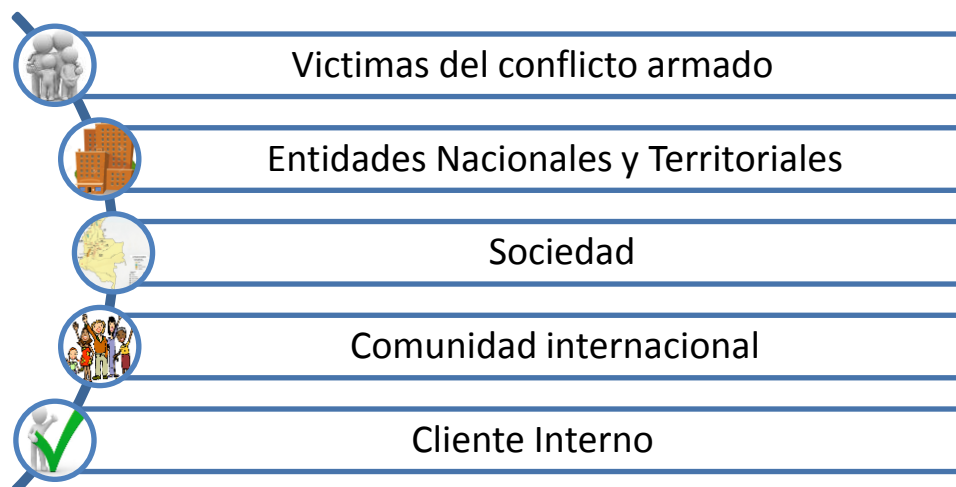 Victimas del conflicto armado
Entidades Nacionales y Territoriales
Sociedad
Comunidad internacional
Cliente Interno